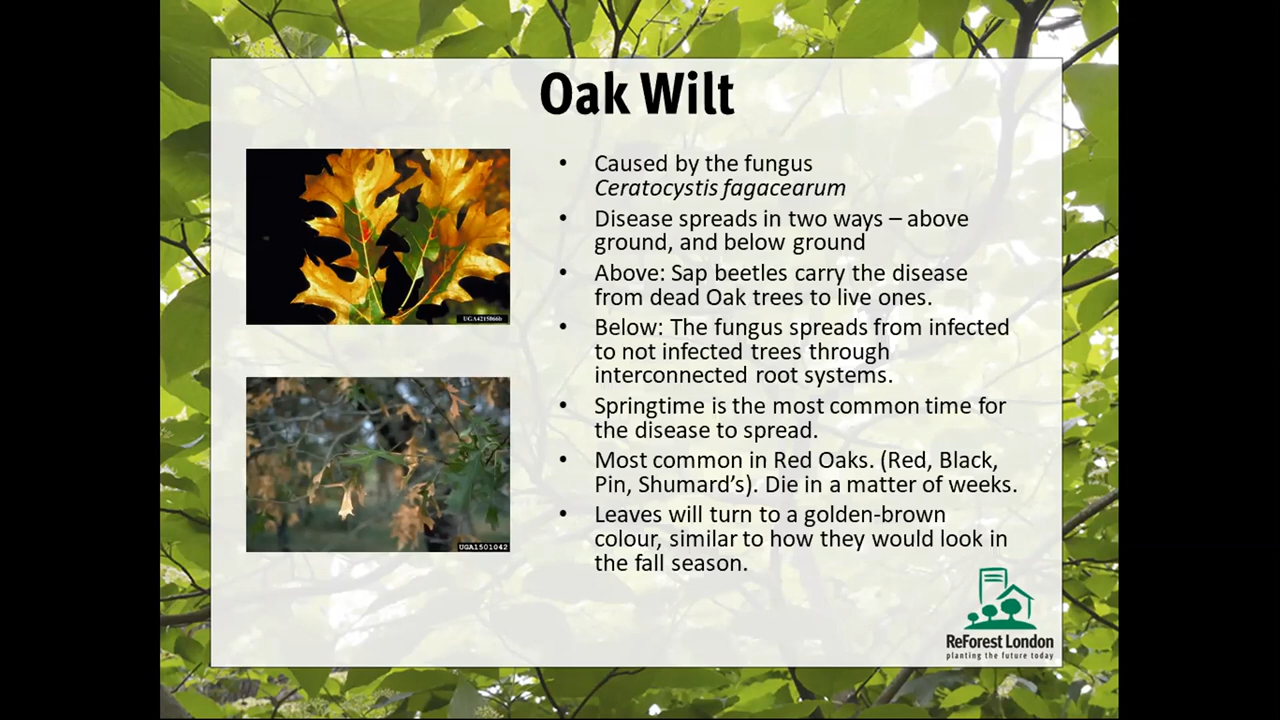 Oak Wilt
• Caused by the fungus
Ceratocystis fagacearum
• Disease spreads in two ways – above
ground, and below ground
• Above: Sap beetles carry the disease
from dead Oak trees to live ones.
• Below: The fungus spreads from infected
to not infected trees through
interconnected root systems.
• Springtime is the most common time for
the disease to spread.
• Most common in Red Oaks. (Red, Black,
Pin, Shumard’s). Die in a matter of weeks.
• Leaves will turn to a golden-brown
colour, similar to how they would look in
the fall season.
UGA1501042
ReForest London
planting the future today